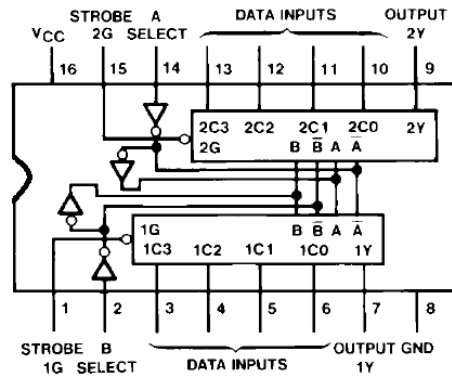 STROBE A DATA INPUTS OUTPUT
VCC 2G SELECT 2Y
16 15 14 13 12 11 10 9
2C3 2C2 2C1 2C0 2Y
2G B B̅ A A̅
B B̅ A A̅
1G
1C3 1C2 1C1 1C0 1Y
1 2 3 4 5 6 7 8
STROBE B DATA INPUTS OUTPUT GND
1G SELECT 1Y